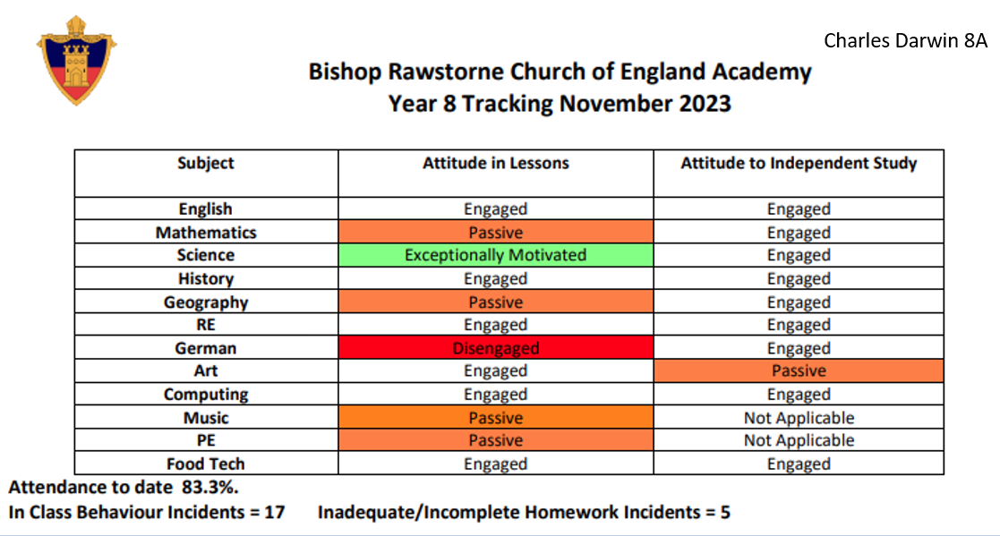 Charles Darwin 8A
Bishop Rawstorne Church of England Academy
Year 8 Tracking November 2023
Subject Attitude in Lessons Attitude to Independent Study
English Engaged Engaged
Mathematics Passive Engaged
Science Exceptionally Motivated Engaged
History Engaged Engaged
Geography Passive Engaged
RE Engaged Engaged
German Disengaged Engaged
Art Engaged Passive
Computing Engaged Engaged
Music Passive Not Applicable
PE Passive Not Applicable
Food Tech Engaged Engaged
Attendance to date 83.3%.
In Class Behaviour Incidents = 17 Inadequate/Incomplete Homework Incidents = 5